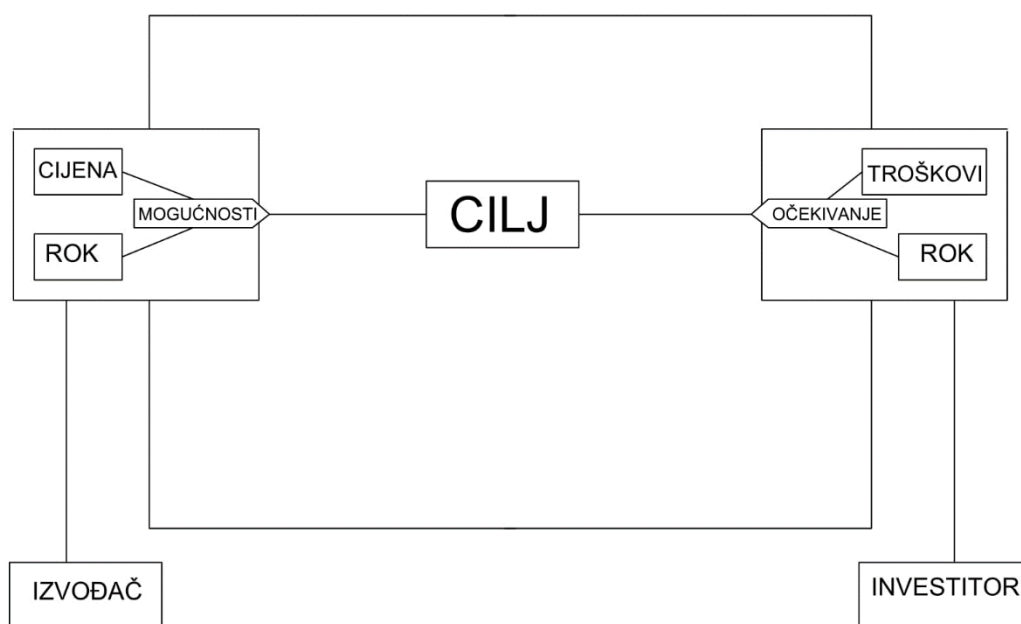 CIJENA
MOGUĆNOSTI
ROK
CILJ
TROŠKOVI
OČEKIVANJE
ROK
IZVOĐAČ
INVESTITOR